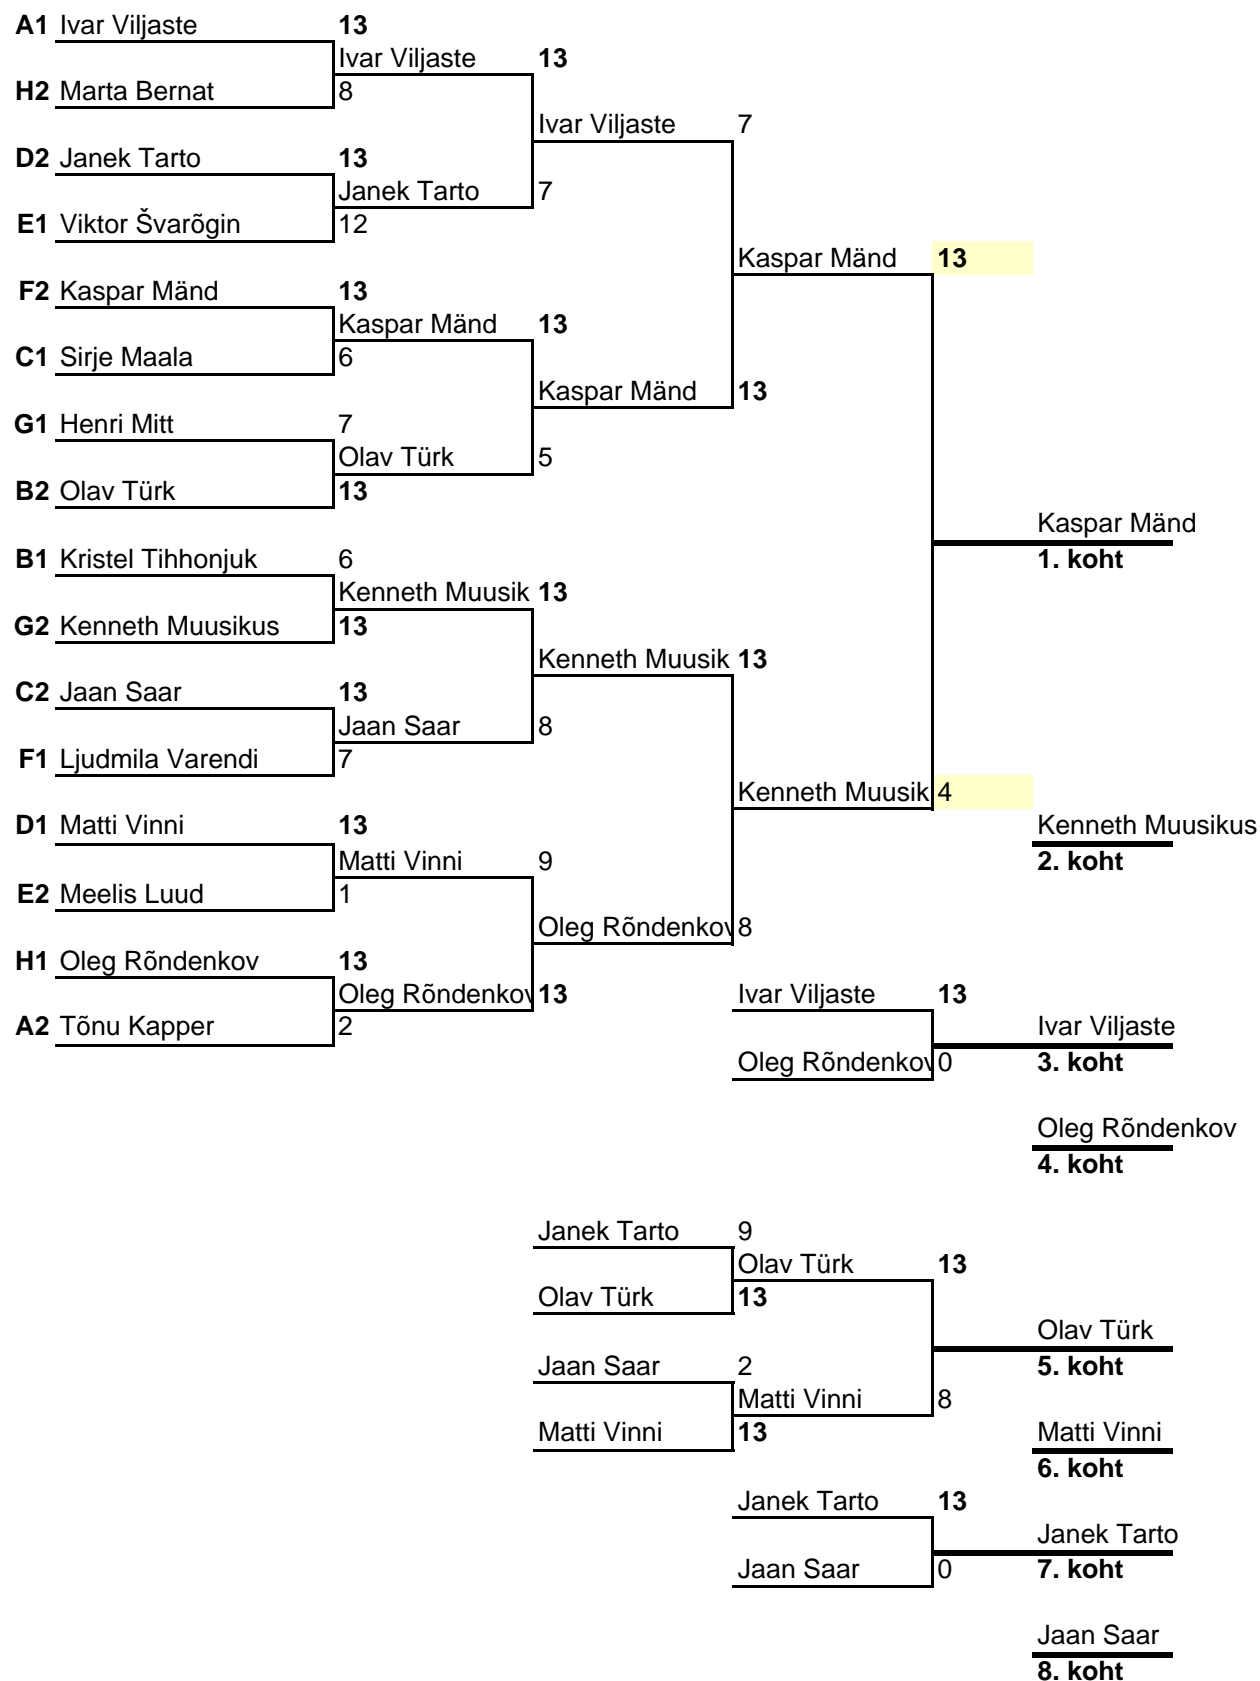 A1 Ivar Viljaste 13
Ivar Viljaste 13
H2 Marta Bernat 8
Ivar Viljaste 7
D2 Janek Tarto 13
Janek Tarto 7
E1 Viktor Švarõgin 12
Kaspar Mänd 13
F2 Kaspar Mänd 13
Kaspar Mänd 13
C1 Sirje Maala 6
Kaspar Mänd 13
G1 Henri Mitt 7
Olav Türk 5
B2 Olav Türk 13
Kaspar Mänd
1. koht
B1 Kristel Tihhonjuk 6
Kenneth Muusik 13
G2 Kenneth Muusikus 13
Kenneth Muusik 13
C2 Jaan Saar 13
Jaan Saar 8
F1 Ljudmila Varendi 7
Kenneth Muusik 4
D1 Matti Vinni 13
Kenneth Muusikus
Matti Vinni 9
2. koht
E2 Meelis Luud 1
Oleg Rõndenkov 8
H1 Oleg Rõndenkov 13
Oleg Rõndenkov 13
Ivar Viljaste 13
A2 Tõnu Kapper 2
Ivar Viljaste
Oleg Rõndenkov 0
3. koht
Oleg Rõndenkov
4. koht
Janek Tarto 9
Olav Türk 13
Olav Türk 13
Olav Türk
5. koht
Jaan Saar 2
Matti Vinni 8
Matti Vinni 13
Matti Vinni
6. koht
Janek Tarto 13
Janek Tarto
Jaan Saar 0
7. koht
Jaan Saar
8. koht